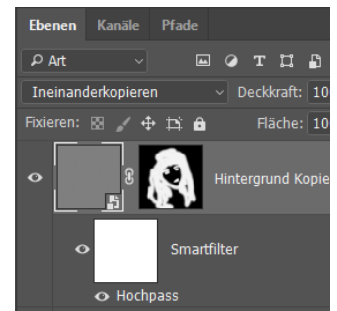 Ebenen Kanäle Pfade
Art
Ineinanderkopieren Deckkraft: 10
Fixieren: Fläche: 10
Hintergrund Kopie
Smartfilter
Hochpass